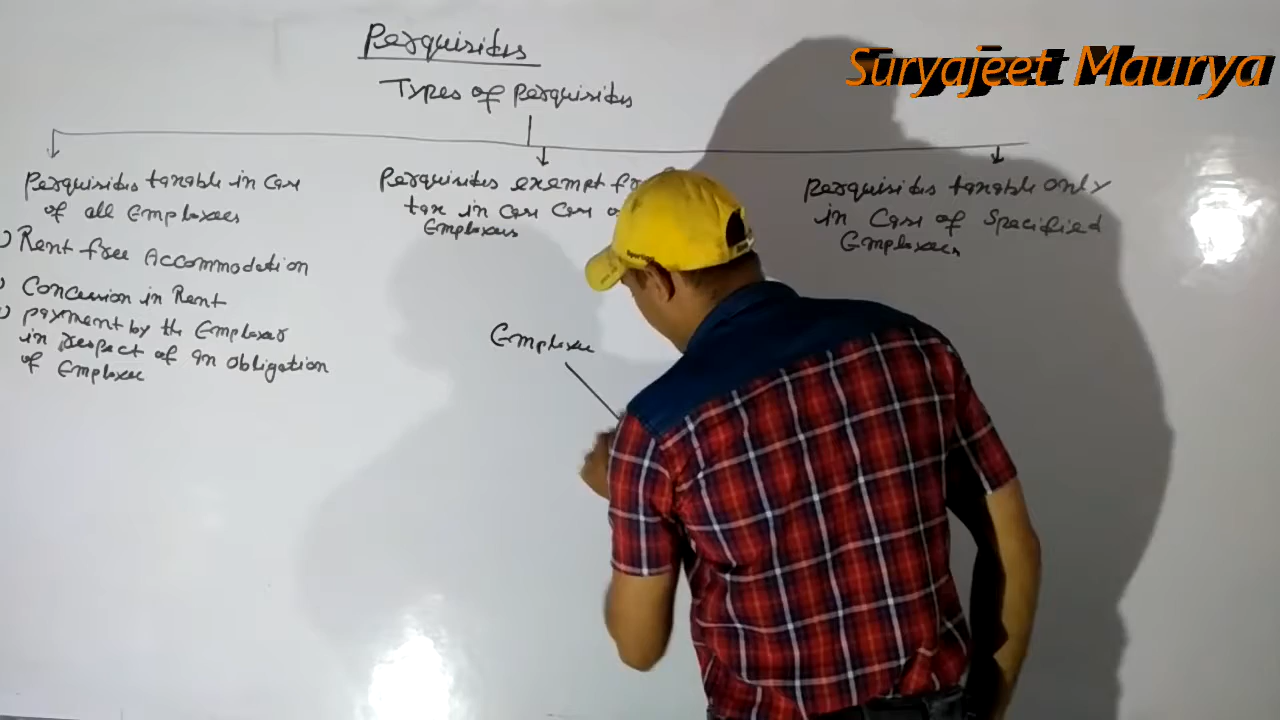 Perquisites
Suryajeet Maurya
Types of perquisites
Perquisites taxable in case
of all Employees
Perquisites exempt
tax in case Case
Employees
Perquisites taxable only
in Case of Specified
Employees
Rent free Accommodation
Concession in Rent
payment by the Employer
in respect of an obligation
of Employee
Employee